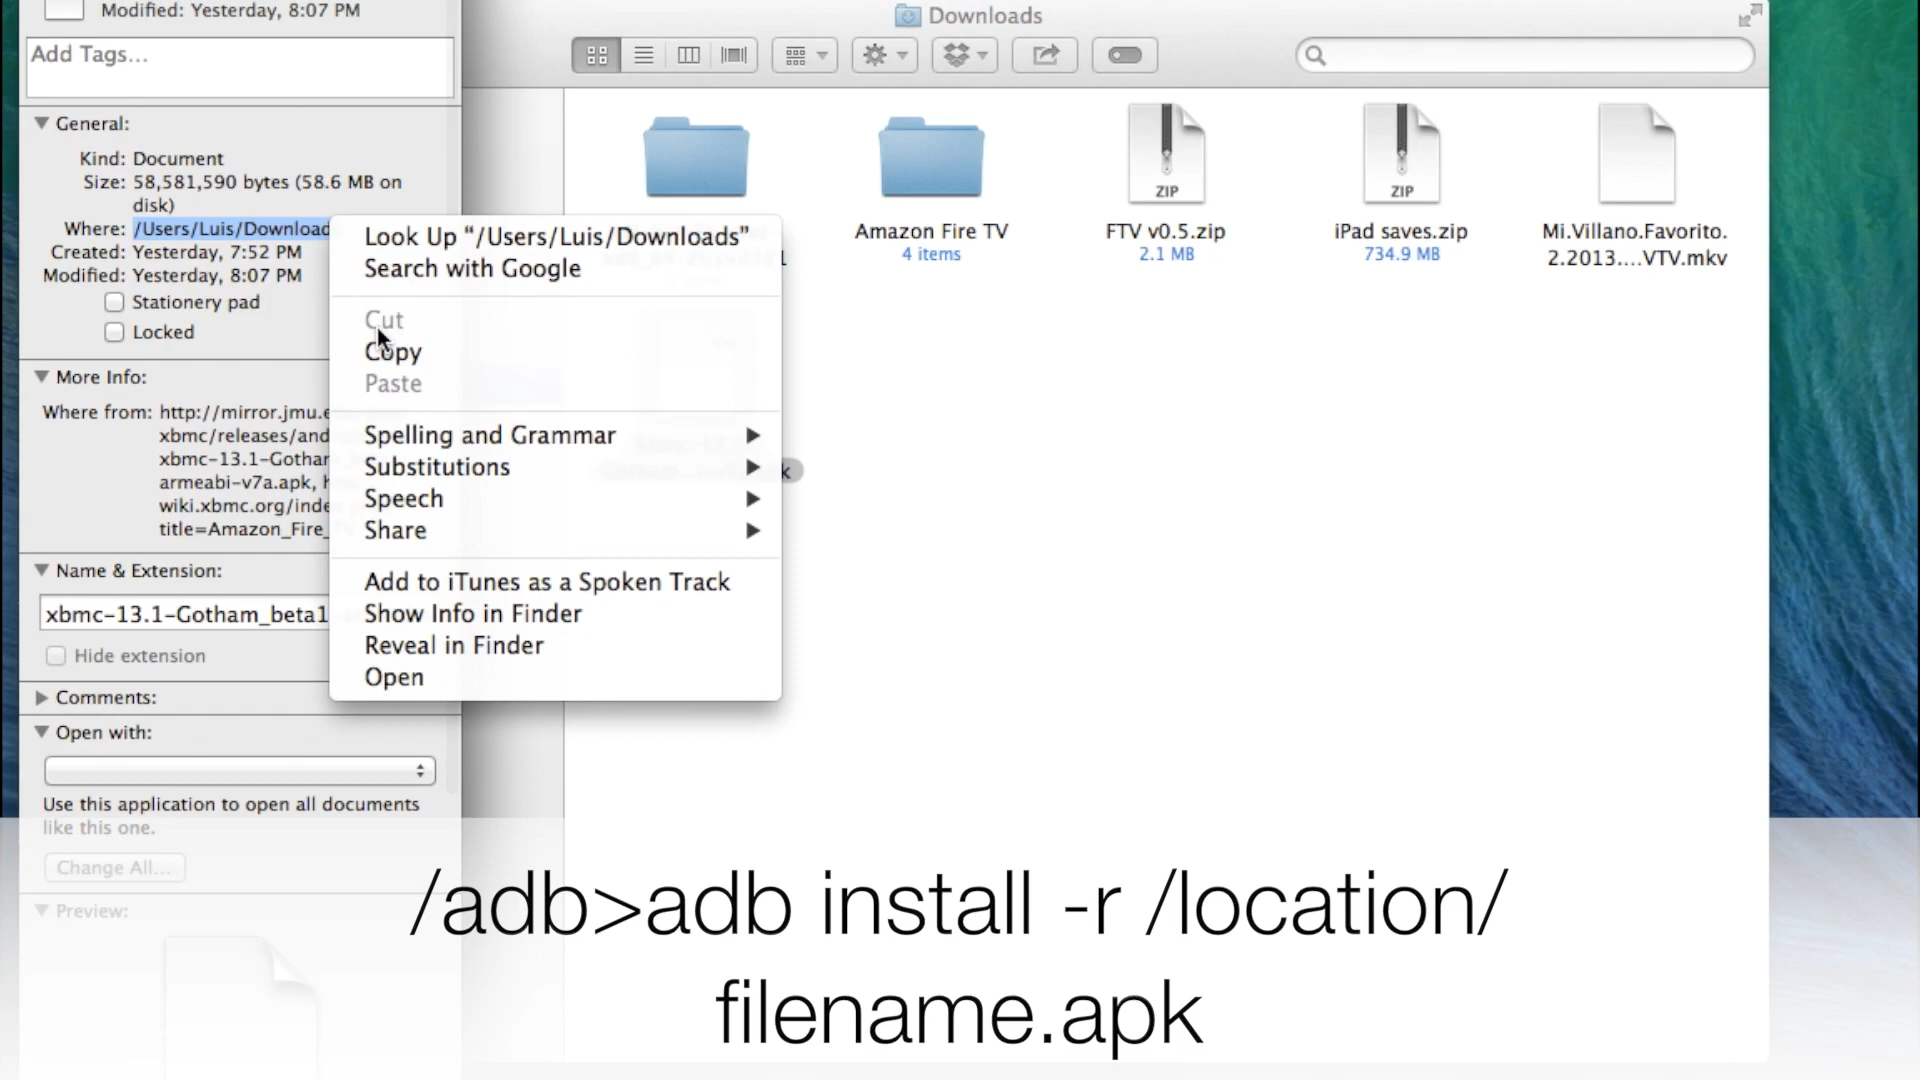 Modified: Yesterday, 8:07 PM
Add Tags...
General:
Kind: Document
Size: 58,581,590 bytes (58.6 MB on
disk)
Where: /Users/Luis/Download
Created: Yesterday, 7:52 PM
Modified: Yesterday, 8:07 PM
Stationery pad
Locked
More Info:
Where from: http://mirror.jmu.e
xbmc/releases/and
xbmc-13.1-Gothar
armeabi-v7a.apk, h
wiki.xbmc.org/inde
title=Amazon_Fire_
Name & Extension:
xbmc-13.1-Gotham_beta1
Hide extension
Comments:
Open with:
Use this application to open all documents
like this one.
Change All...
Preview:
Look Up “/Users/Luis/Downloads”
Search with Google
Cut
Copy
Paste
Spelling and Grammar
Substitutions
Speech
Share
Add to iTunes as a Spoken Track
Show Info in Finder
Reveal in Finder
Open
Downloads
Amazon Fire TV
4 items
ZIP
FTV v0.5.zip
2.1 MB
ZIP
iPad saves.zip
734.9 MB
Mi.Villano.Favorito.
2.2013....VTV.mkv
/adb>adb install -r /location/
filename.apk